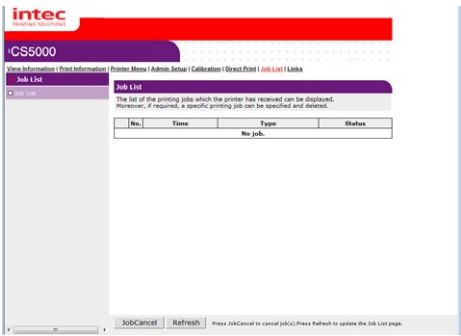 intec
PRINTING SOLUTIONS
CS5000
View Information | Print Information | Printer Menu | Admin Setup | Calibration | Direct Print | Job List | Links
Job List
Job List
Job List
The list of the printing jobs which the printer has received can be displayed.
Moreover, if required, a specific printing job can be specified and deleted.
No. Time Type Status
No job.
JobCancel Refresh Press JobCancel to cancel job(s).Press Refresh to update the Job List page.